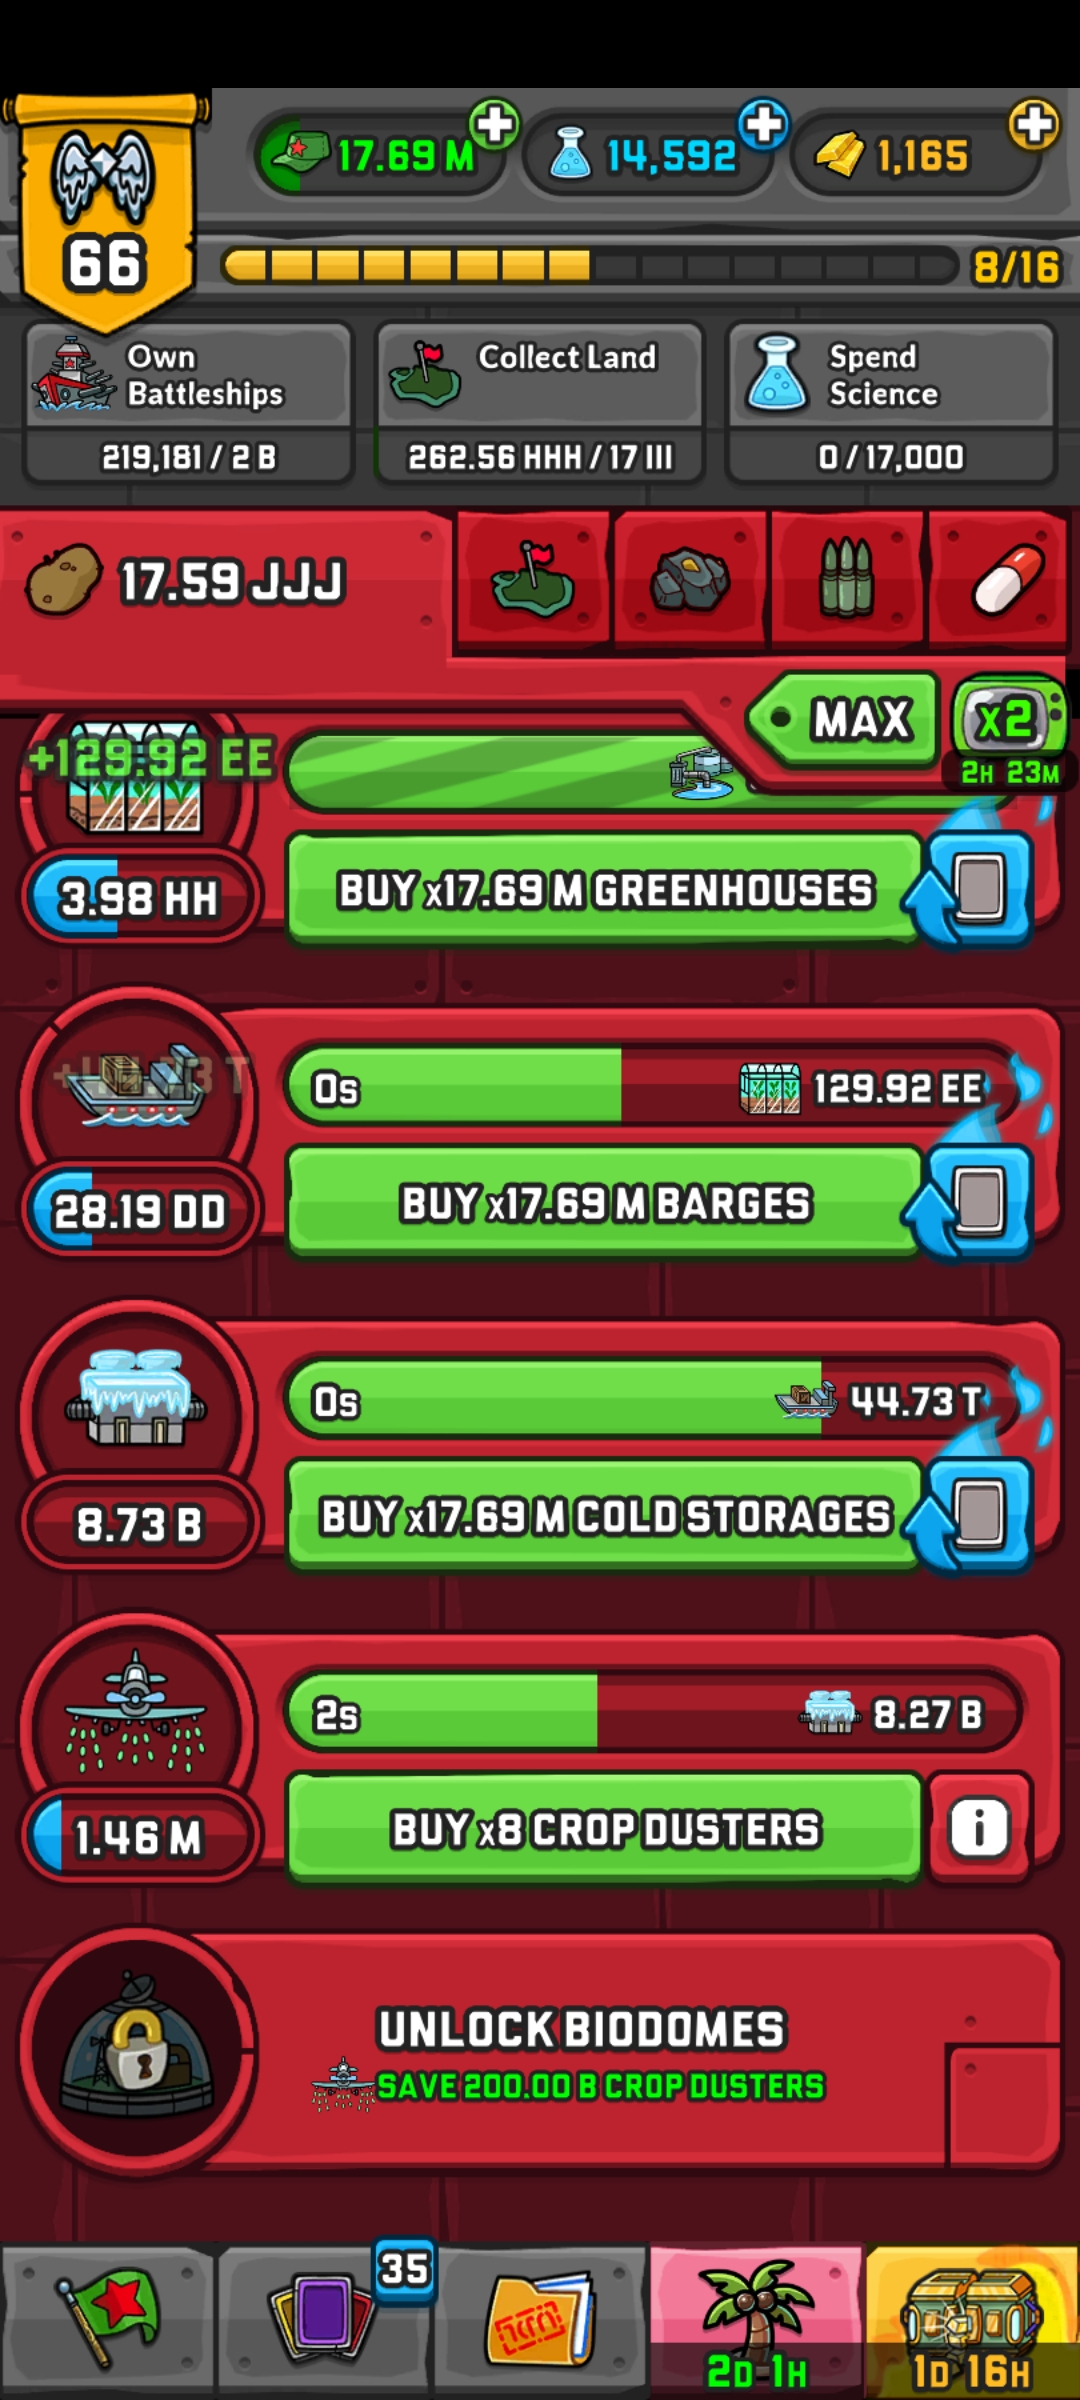 17.69 M
14,592
1,165
66
8/16
Own
Battleships
219,181 / 2 B
Collect Land
262.56 HHH / 17 III
Spend
Science
0 / 17,000
17.59 JJJ
MAX
x2
2H 23M
+129.92 EE
3.98 HH
BUY x17.69 M GREENHOUSES
0s
129.92 EE
28.19 DD
BUY x17.69 M BARGES
0s
44.73 T
8.73 B
BUY x17.69 M COLD STORAGES
2s
8.27 B
1.46 M
BUY x8 CROP DUSTERS
i
UNLOCK BIODOMES
SAVE 200.00 B CROP DUSTERS
35
2D 1H
1D 16H